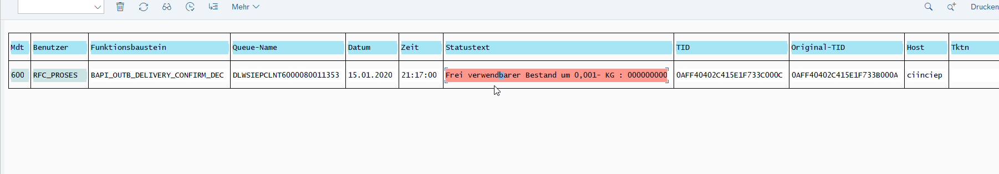 Mehr
Drucken
Mdt Benutzer Funktionsbaustein Queue-Name Datum Zeit Statustext TID Original-TID Host Tktn
600 RFC_PROSES BAPI_OUTB_DELIVERY_CONFIRM_DEC DLWSIEPCLNT6000080011353 15.01.2020 21:17:00 Frei verwendbarer Bestand um 0,001- KG : 000000000 0AFF40402C415E1F733C000C 0AFF40402C415E1F733B000A ciinciep